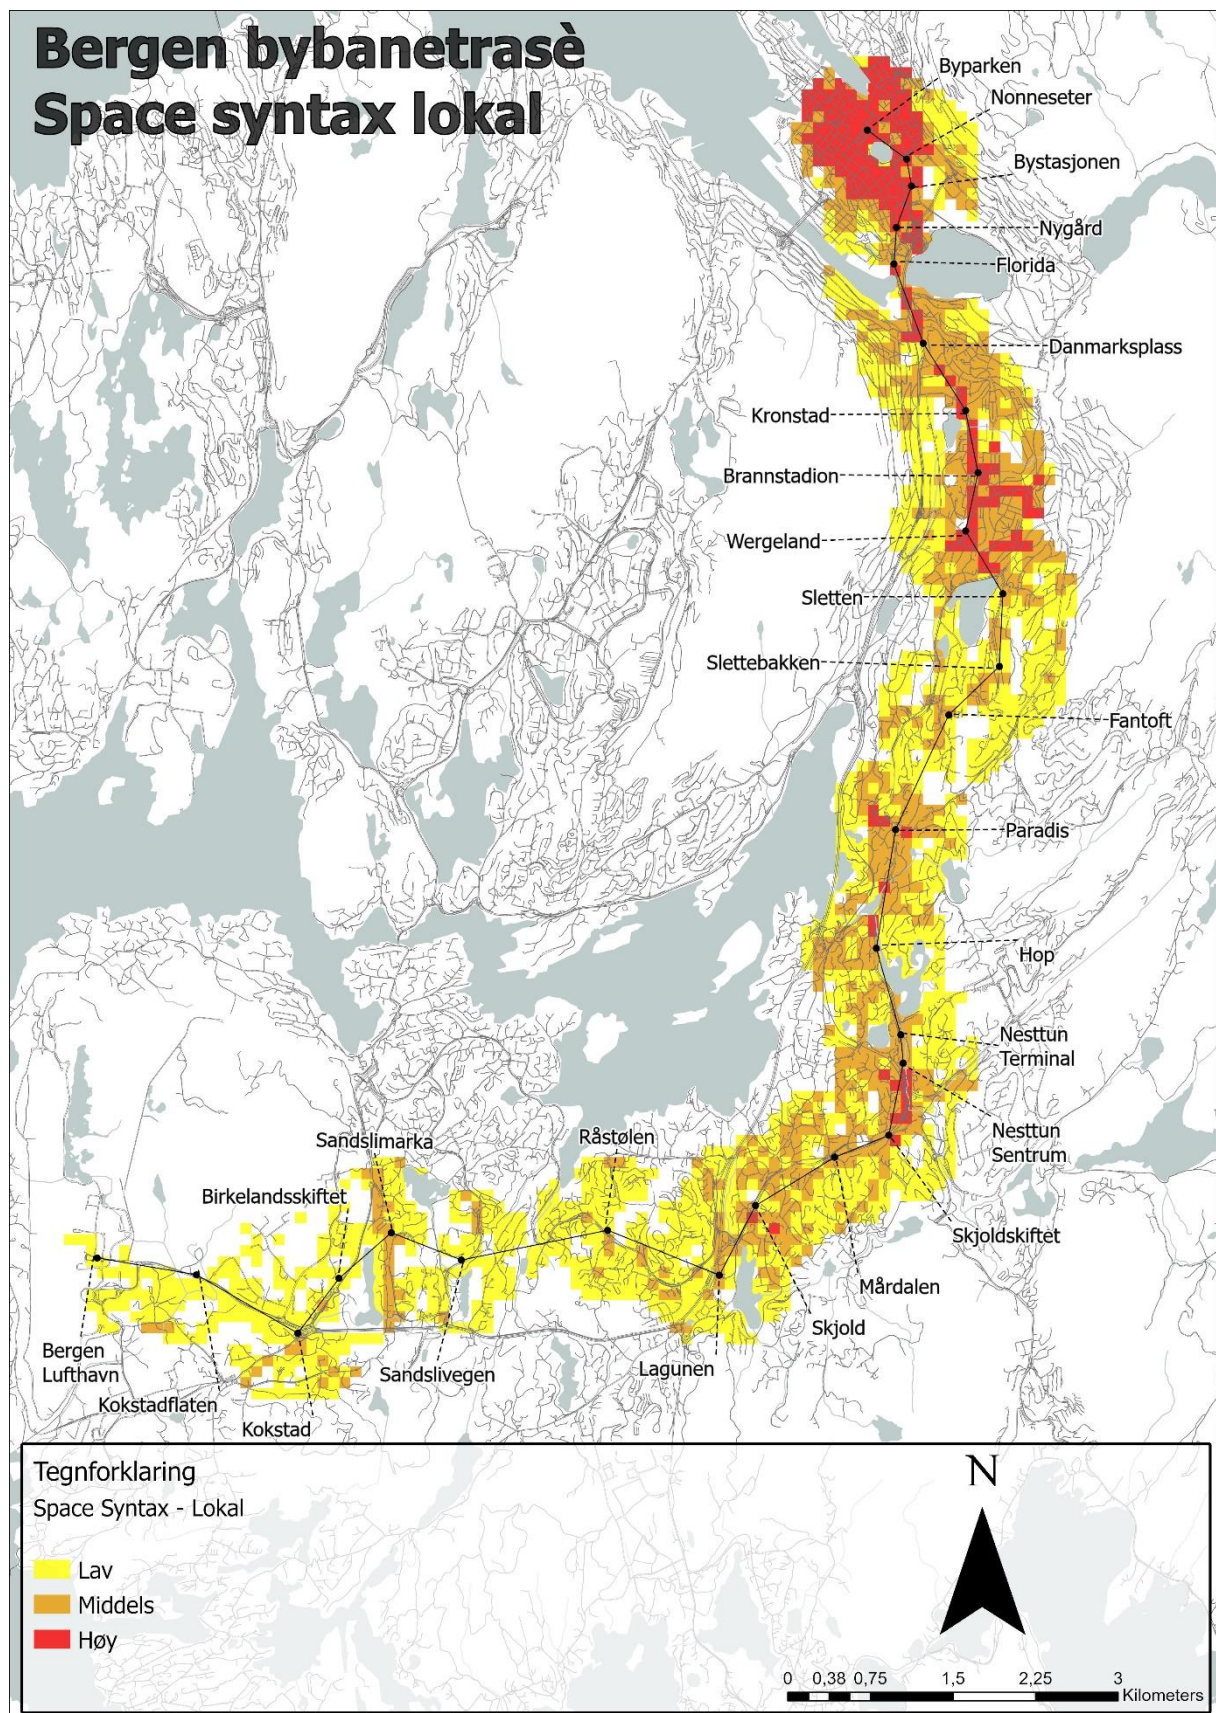 Bergen bybanetrasè
Space syntax lokal
Byparken
Nonneseter
Bystasjonen
Nygård
Florida
Danmarksplass
Kronstad
Brannstadion
Wergeland
Sletten
Slettebakken
Fantoft
Paradis
Hop
Nesttun
Terminal
Nesttun
Sentrum
Sandslimarka
Råstølen
Birkelandsskiftet
Skjoldskiftet
Mårdalen
Skjold
Bergen
Lufthavn
Lagunen
Sandslivegen
Kokstadflaten
Kokstad
Tegnforklaring
Space Syntax - Lokal
Lav
Middels
Høy
N
0 0,38 0,75 1,5 2,25 3
Kilometers